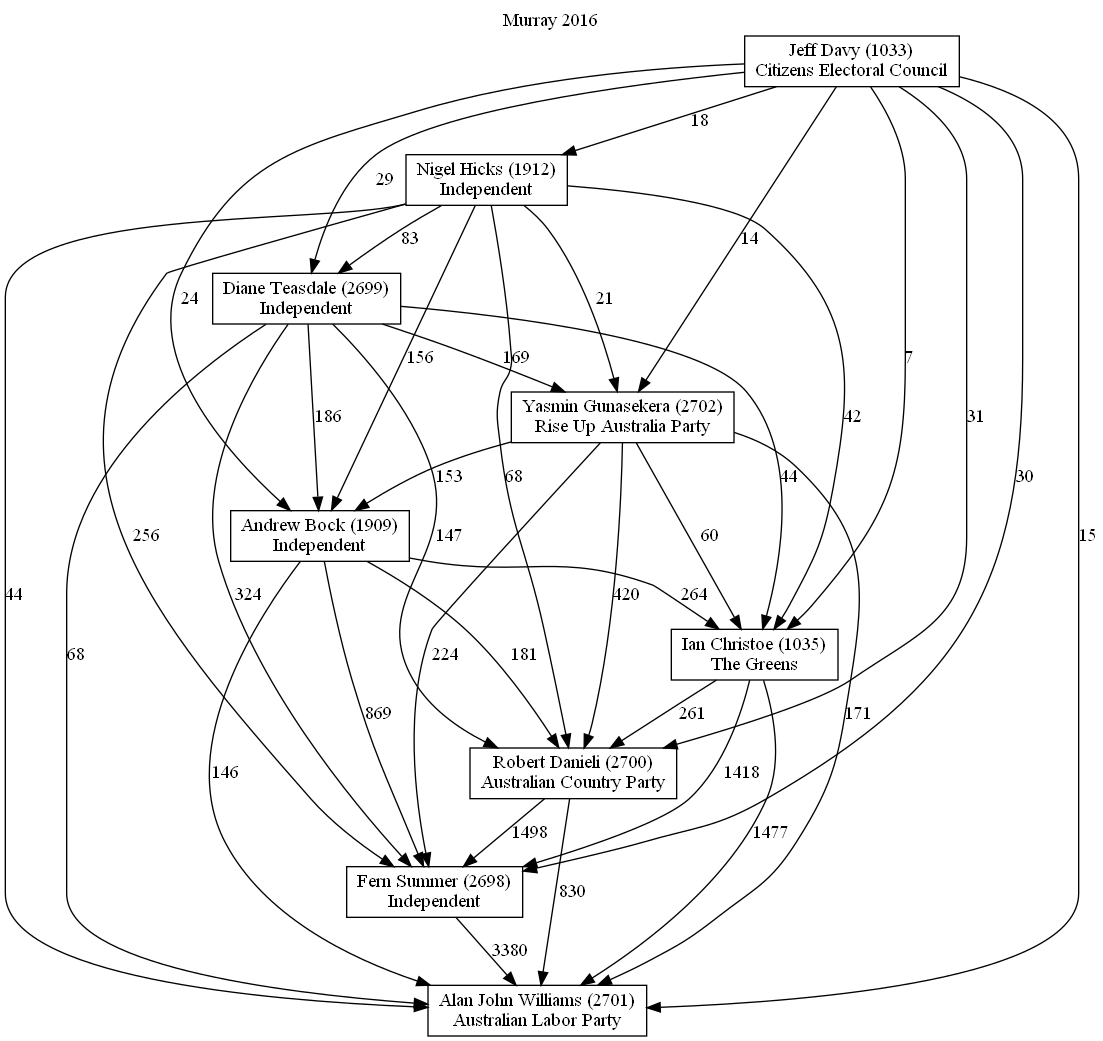 Murray 2016
Jeff Davy (1033)
Citizens Electoral Council
18
Nigel Hicks (1912)
Independent
29
83
14
Diane Teasdale (2699)
Independent
24
21
156
169
7
186
42
31
Yasmin Gunasekera (2702)
Rise Up Australia Party
153
68
44
30
Andrew Bock (1909)
Independent
256
147
60
15
44
324
420
264
68
224
181
Ian Christoe (1035)
The Greens
869
261
171
146
Robert Danieli (2700)
Australian Country Party
1418
1498
1477
Fern Summer (2698)
Independent
830
3380
Alan John Williams (2701)
Australian Labor Party